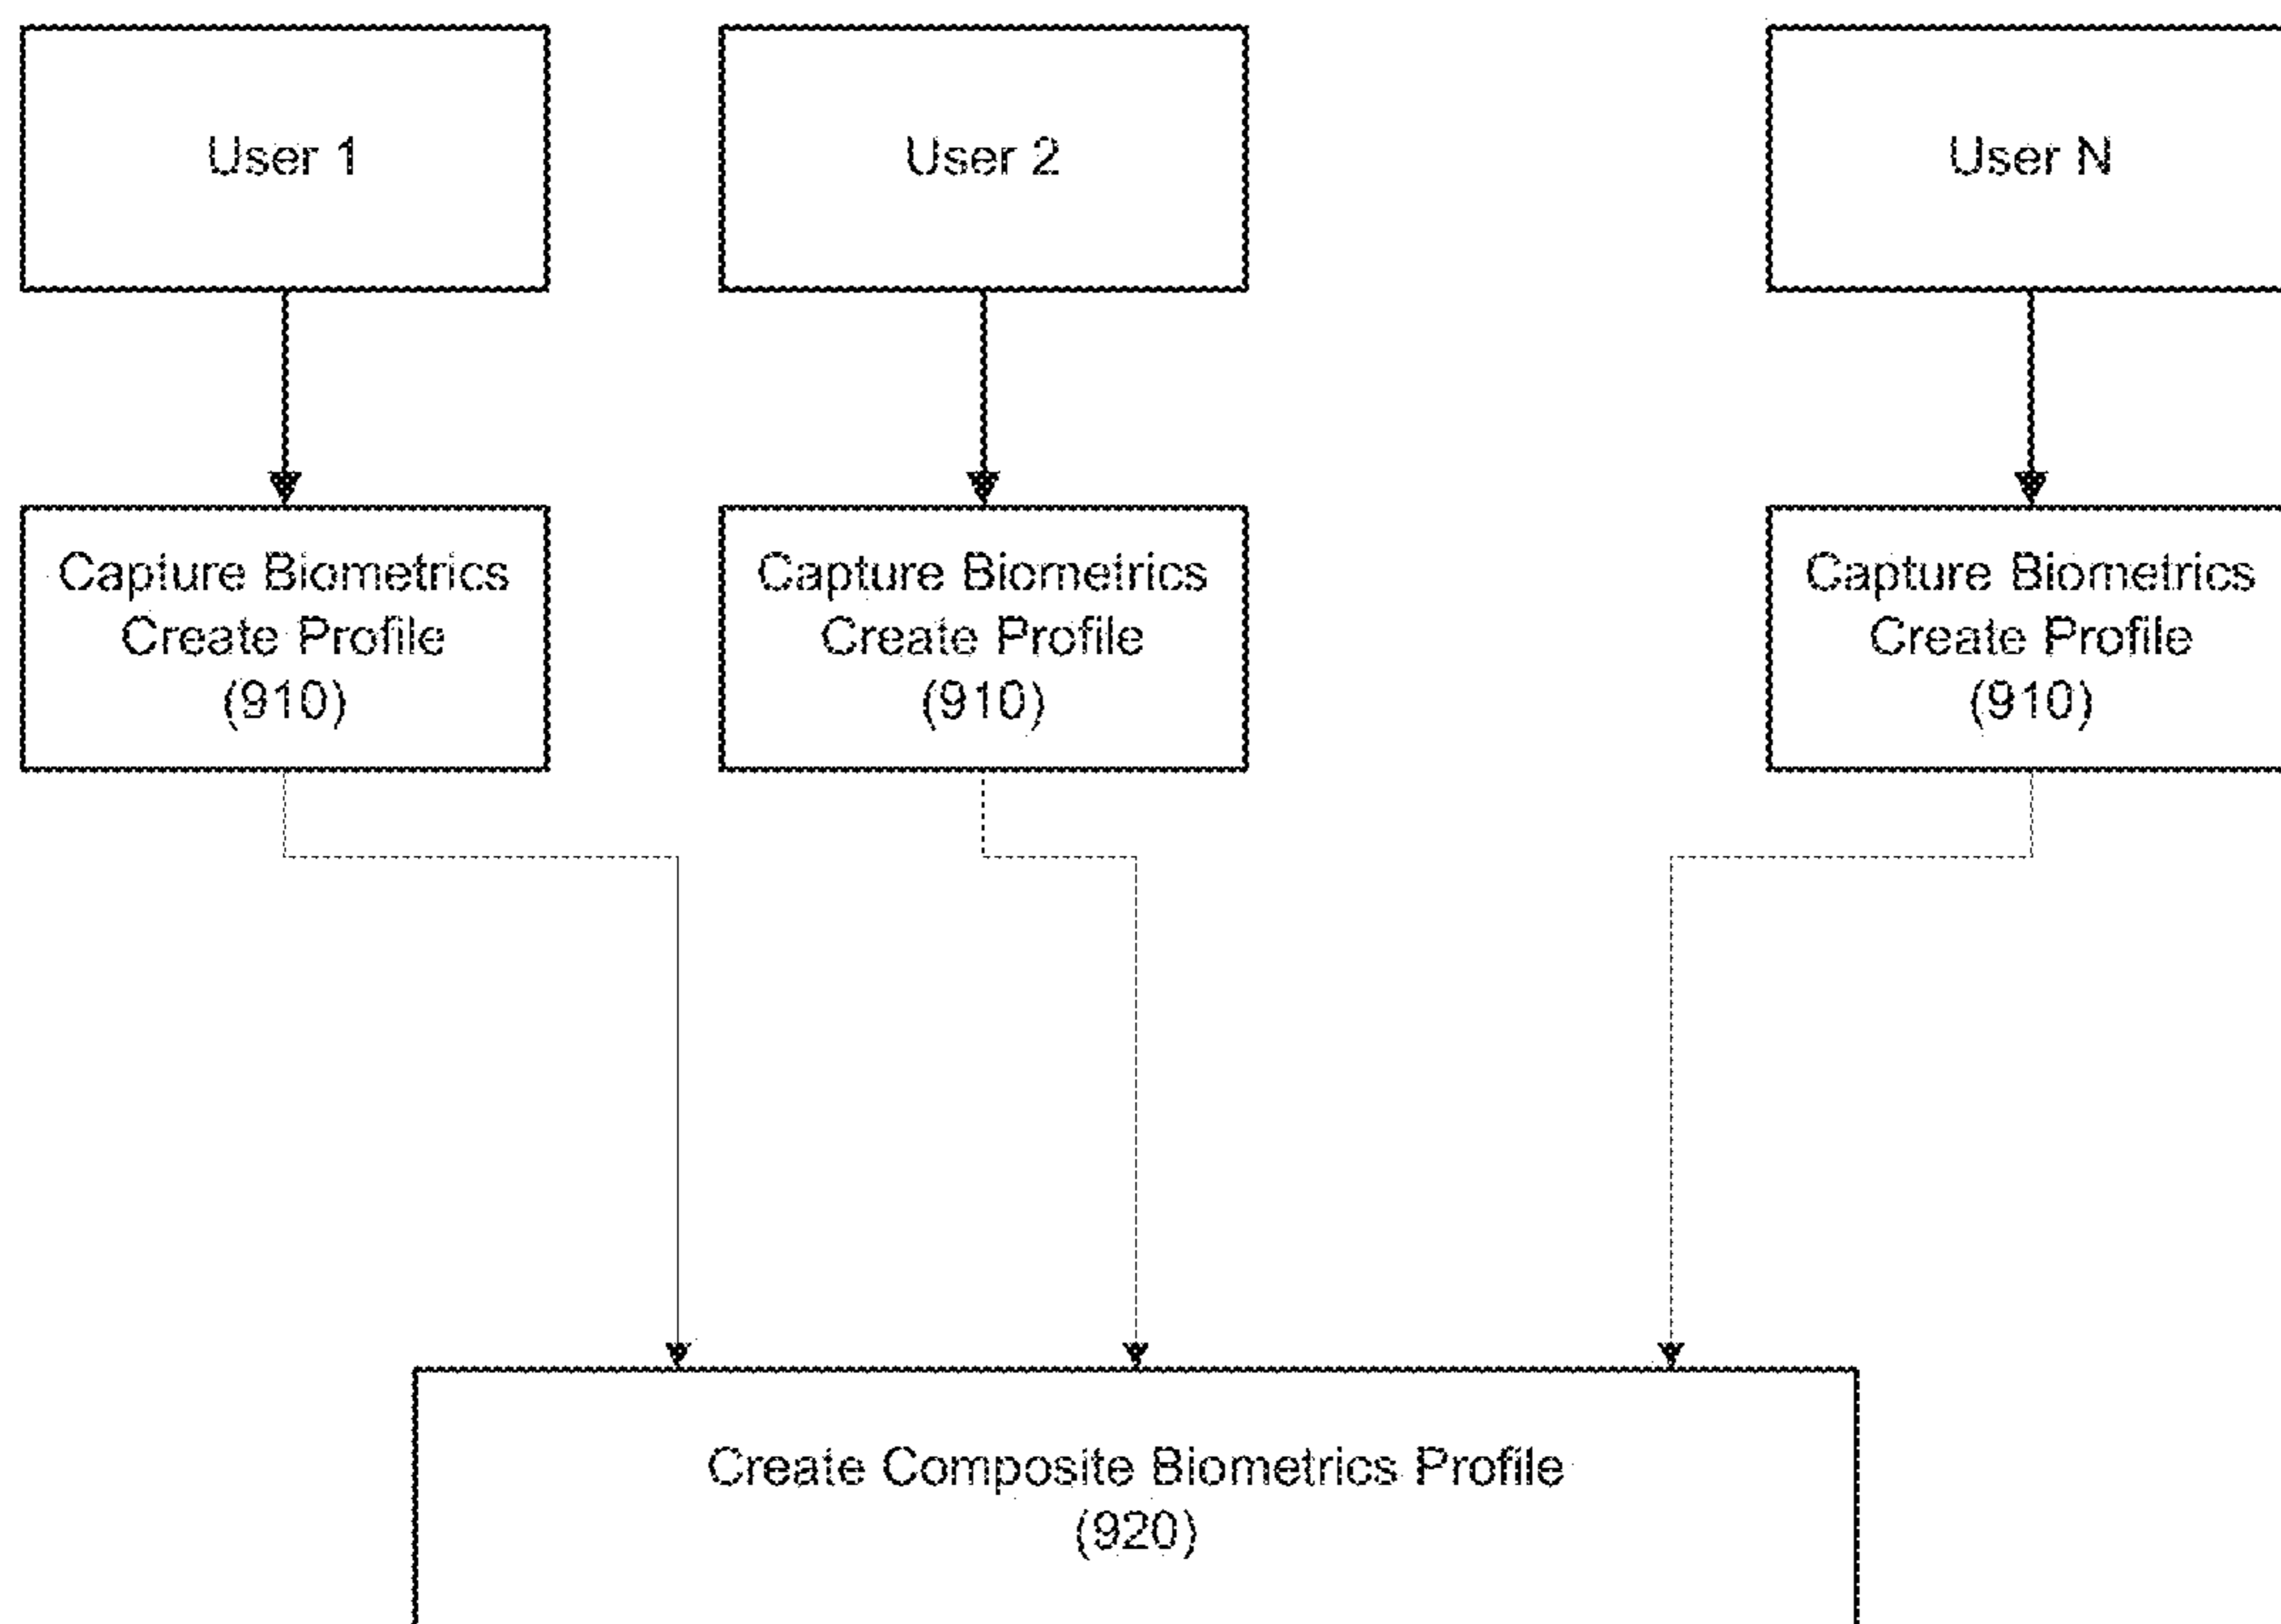 User 1
User 2
User N
Capture Biometrics
Create Profile
(910)
Capture Biometrics
Create Profile
(910)
Capture Biometrics
Create Profile
(910)
Create Composite Biometrics Profile
(920)